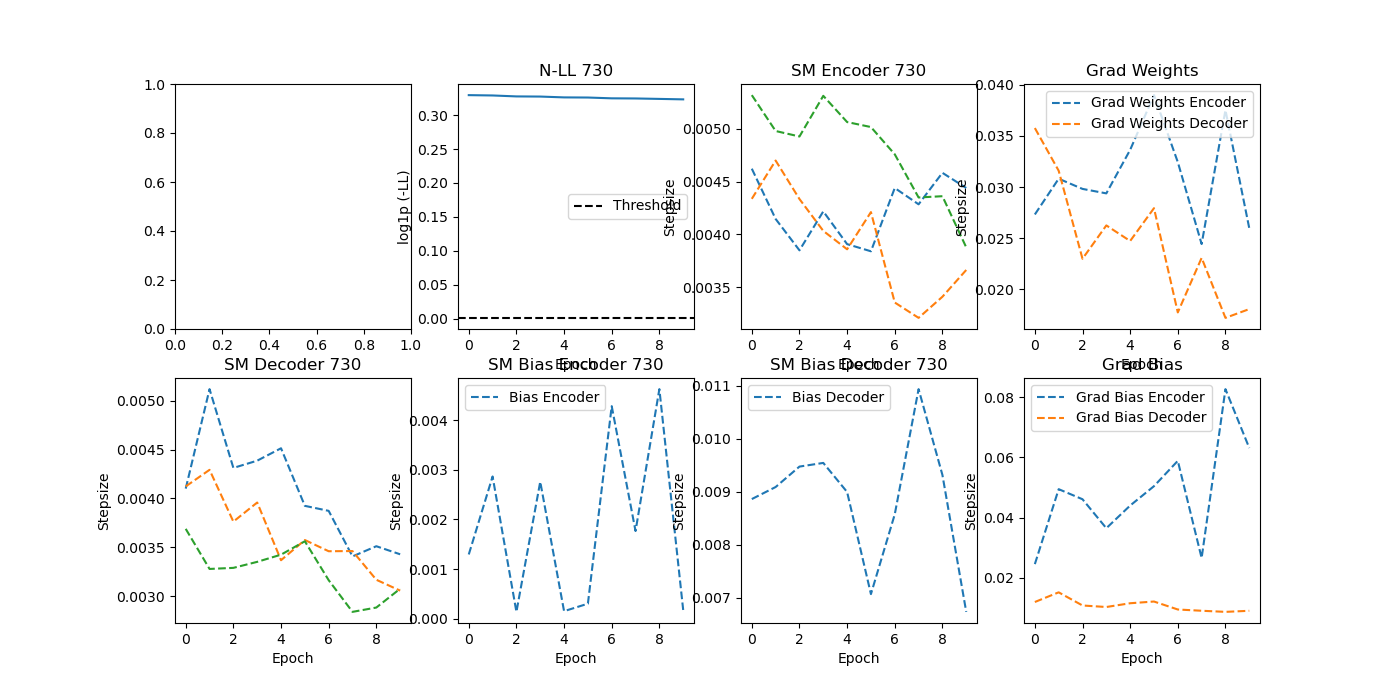 N-LL 730
SM Encoder 730
Grad Weights
1.0
0.8
0.6
0.4
0.2
0.0
0.0
0.2
0.4
0.6
0.8
1.0
log1p (-LL)
0.30
0.25
0.20
0.15
0.10
0.05
0.00
Threshold
0
2
4
6
8
Epoch
Stepsize
0.0050
0.0045
0.0040
0.0035
0
2
4
6
8
Epoch
Stepsize
0.040
0.035
0.030
0.025
0.020
Grad Weights Encoder
Grad Weights Decoder
0
2
4
6
8
Epoch
SM Decoder 730
SM Bias Encoder 730
SM Bias Decoder 730
Grad Bias
Stepsize
0.0050
0.0045
0.0040
0.0035
0.0030
0
2
4
6
8
Epoch
Stepsize
0.004
0.003
0.002
0.001
0.000
Bias Encoder
0
2
4
6
8
Epoch
Stepsize
0.011
0.010
0.009
0.008
0.007
Bias Decoder
0
2
4
6
8
Epoch
Stepsize
0.08
0.06
0.04
0.02
Grad Bias Encoder
Grad Bias Decoder
0
2
4
6
8
Epoch